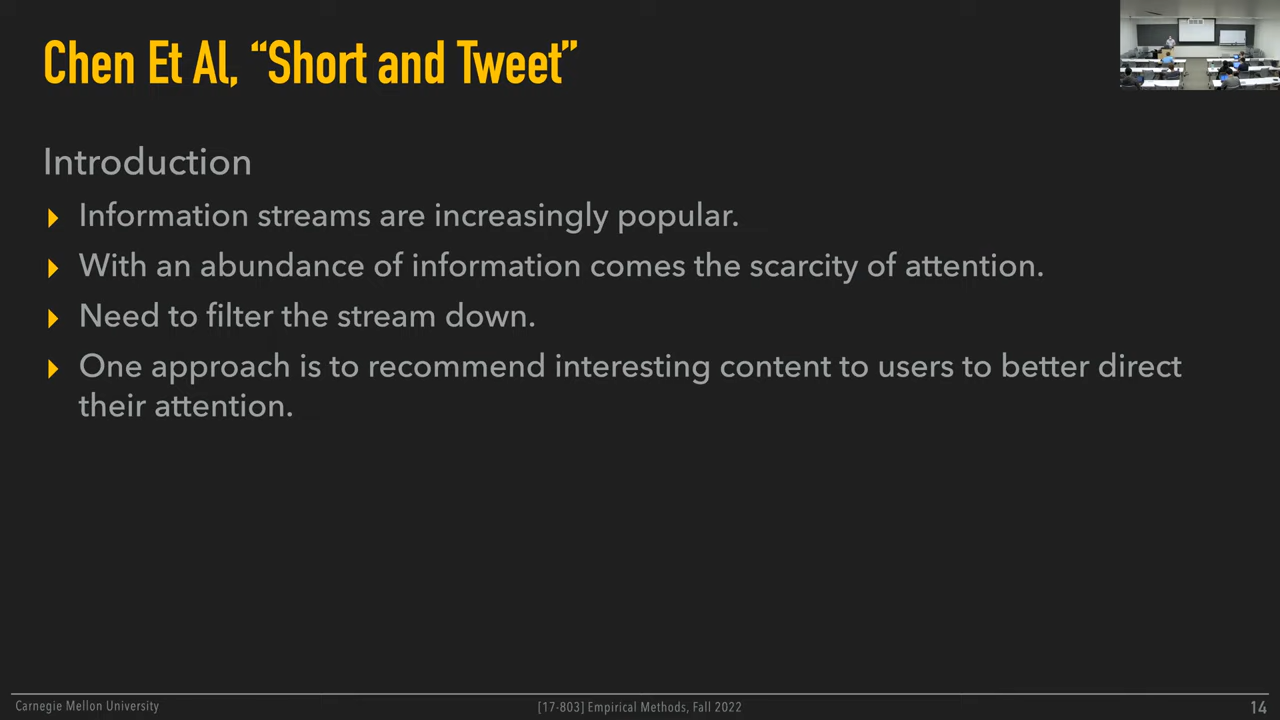 Chen Et Al, “Short and Tweet”
Introduction
Information streams are increasingly popular.
With an abundance of information comes the scarcity of attention.
Need to filter the stream down.
One approach is to recommend interesting content to users to better direct
their attention.
Carnegie Mellon University
[17-803] Empirical Methods, Fall 2022
14